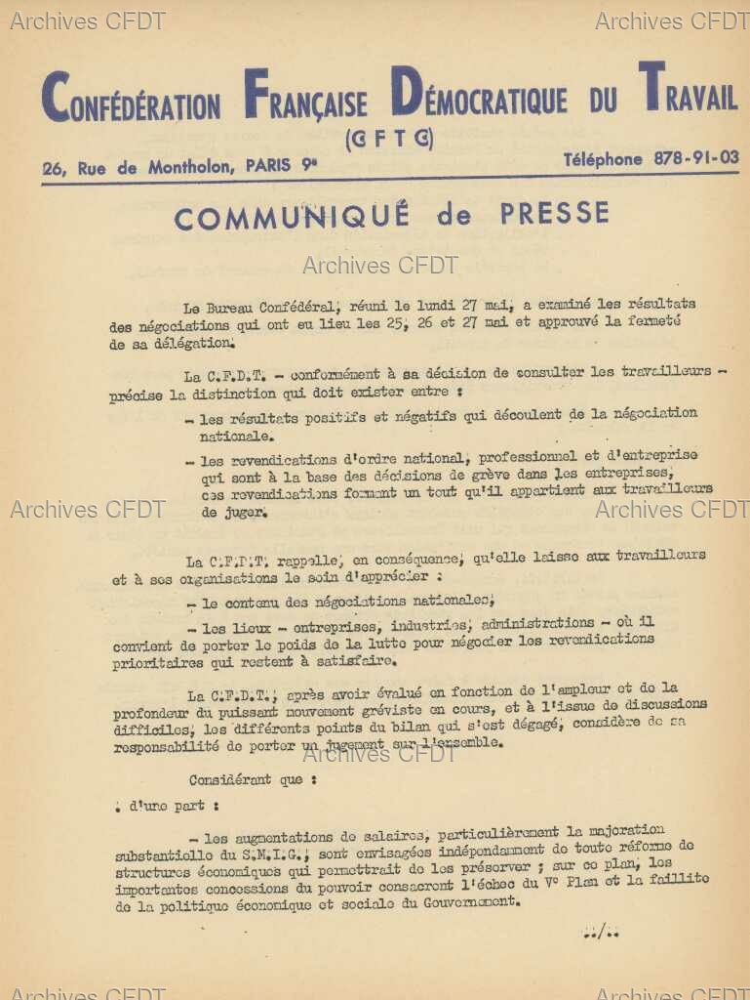 Archives CFDT Archives CFDT
CONFÉDÉRATION FRANÇAISE DÉMOCRATIQUE DU TRAVAIL
(CFTC)
26, Rue de Montholon, PARIS 9e Téléphone 878-91-03
COMMUNIQUÉ de PRESSE
Archives CFDT
Le Bureau Confédéral, réuni le lundi 27 mai, a examiné les résultats
des négociations qui ont eu lieu les 25, 26 et 27 mai et approuvé la fermeté
de sa délégation.
La C.F.D.T. - conformément à sa décision de consulter les travailleurs -
précise la distinction qui doit exister entre :
- les résultats positifs et négatifs qui découlent de la négociation
nationale.
- les revendications d'ordre national, professionnel et d'entreprise
qui sont à la base des décisions de grève dans les entreprises,
ces revendications forment un tout qu'il appartient aux travailleurs
de juger.
Archives CFDT Archives CFDT
La C.F.D.T. rappelle, en conséquence, qu'elle laisse aux travailleurs
et à ses organisations le soin d'apprécier :
- le contenu des négociations nationales,
- les lieux - entreprises, industries, administrations - où il
convient de porter le poids de la lutte pour négocier les revendications
prioritaires qui restent à satisfaire.
La C.F.D.T., après avoir évalué en fonction de l'ampleur et de la
profondeur du puissant mouvement gréviste en cours, et à l'issue de discussions
difficiles, les différents points du bilan qui s'est dégagé, considère de sa
responsabilité de porter un jugement sur l'ensemble.
Archives CFDT
Considérant que :
. d'une part :
- les augmentations de salaires, particulièrement la majoration
substantielle du S.M.I.G., sont envisagées indépendamment de toute réforme de
structures économiques qui permettrait de les préserver ; sur ce plan, les
importantes concessions du pouvoir consacrent l'échec du Ve Plan et la faillite
de la politique économique et sociale du Gouvernement.
../..
Archives CFDT Archives CFDT